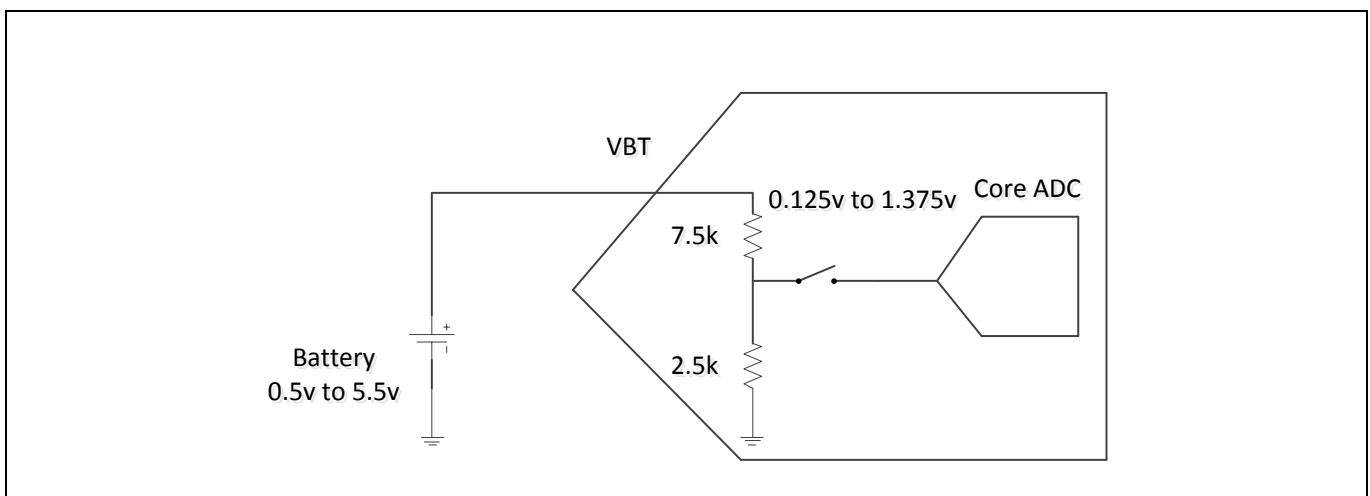 VBT
0.125v to 1.375v
Core ADC
7.5k
2.5k
+
-
Battery
0.5v to 5.5v